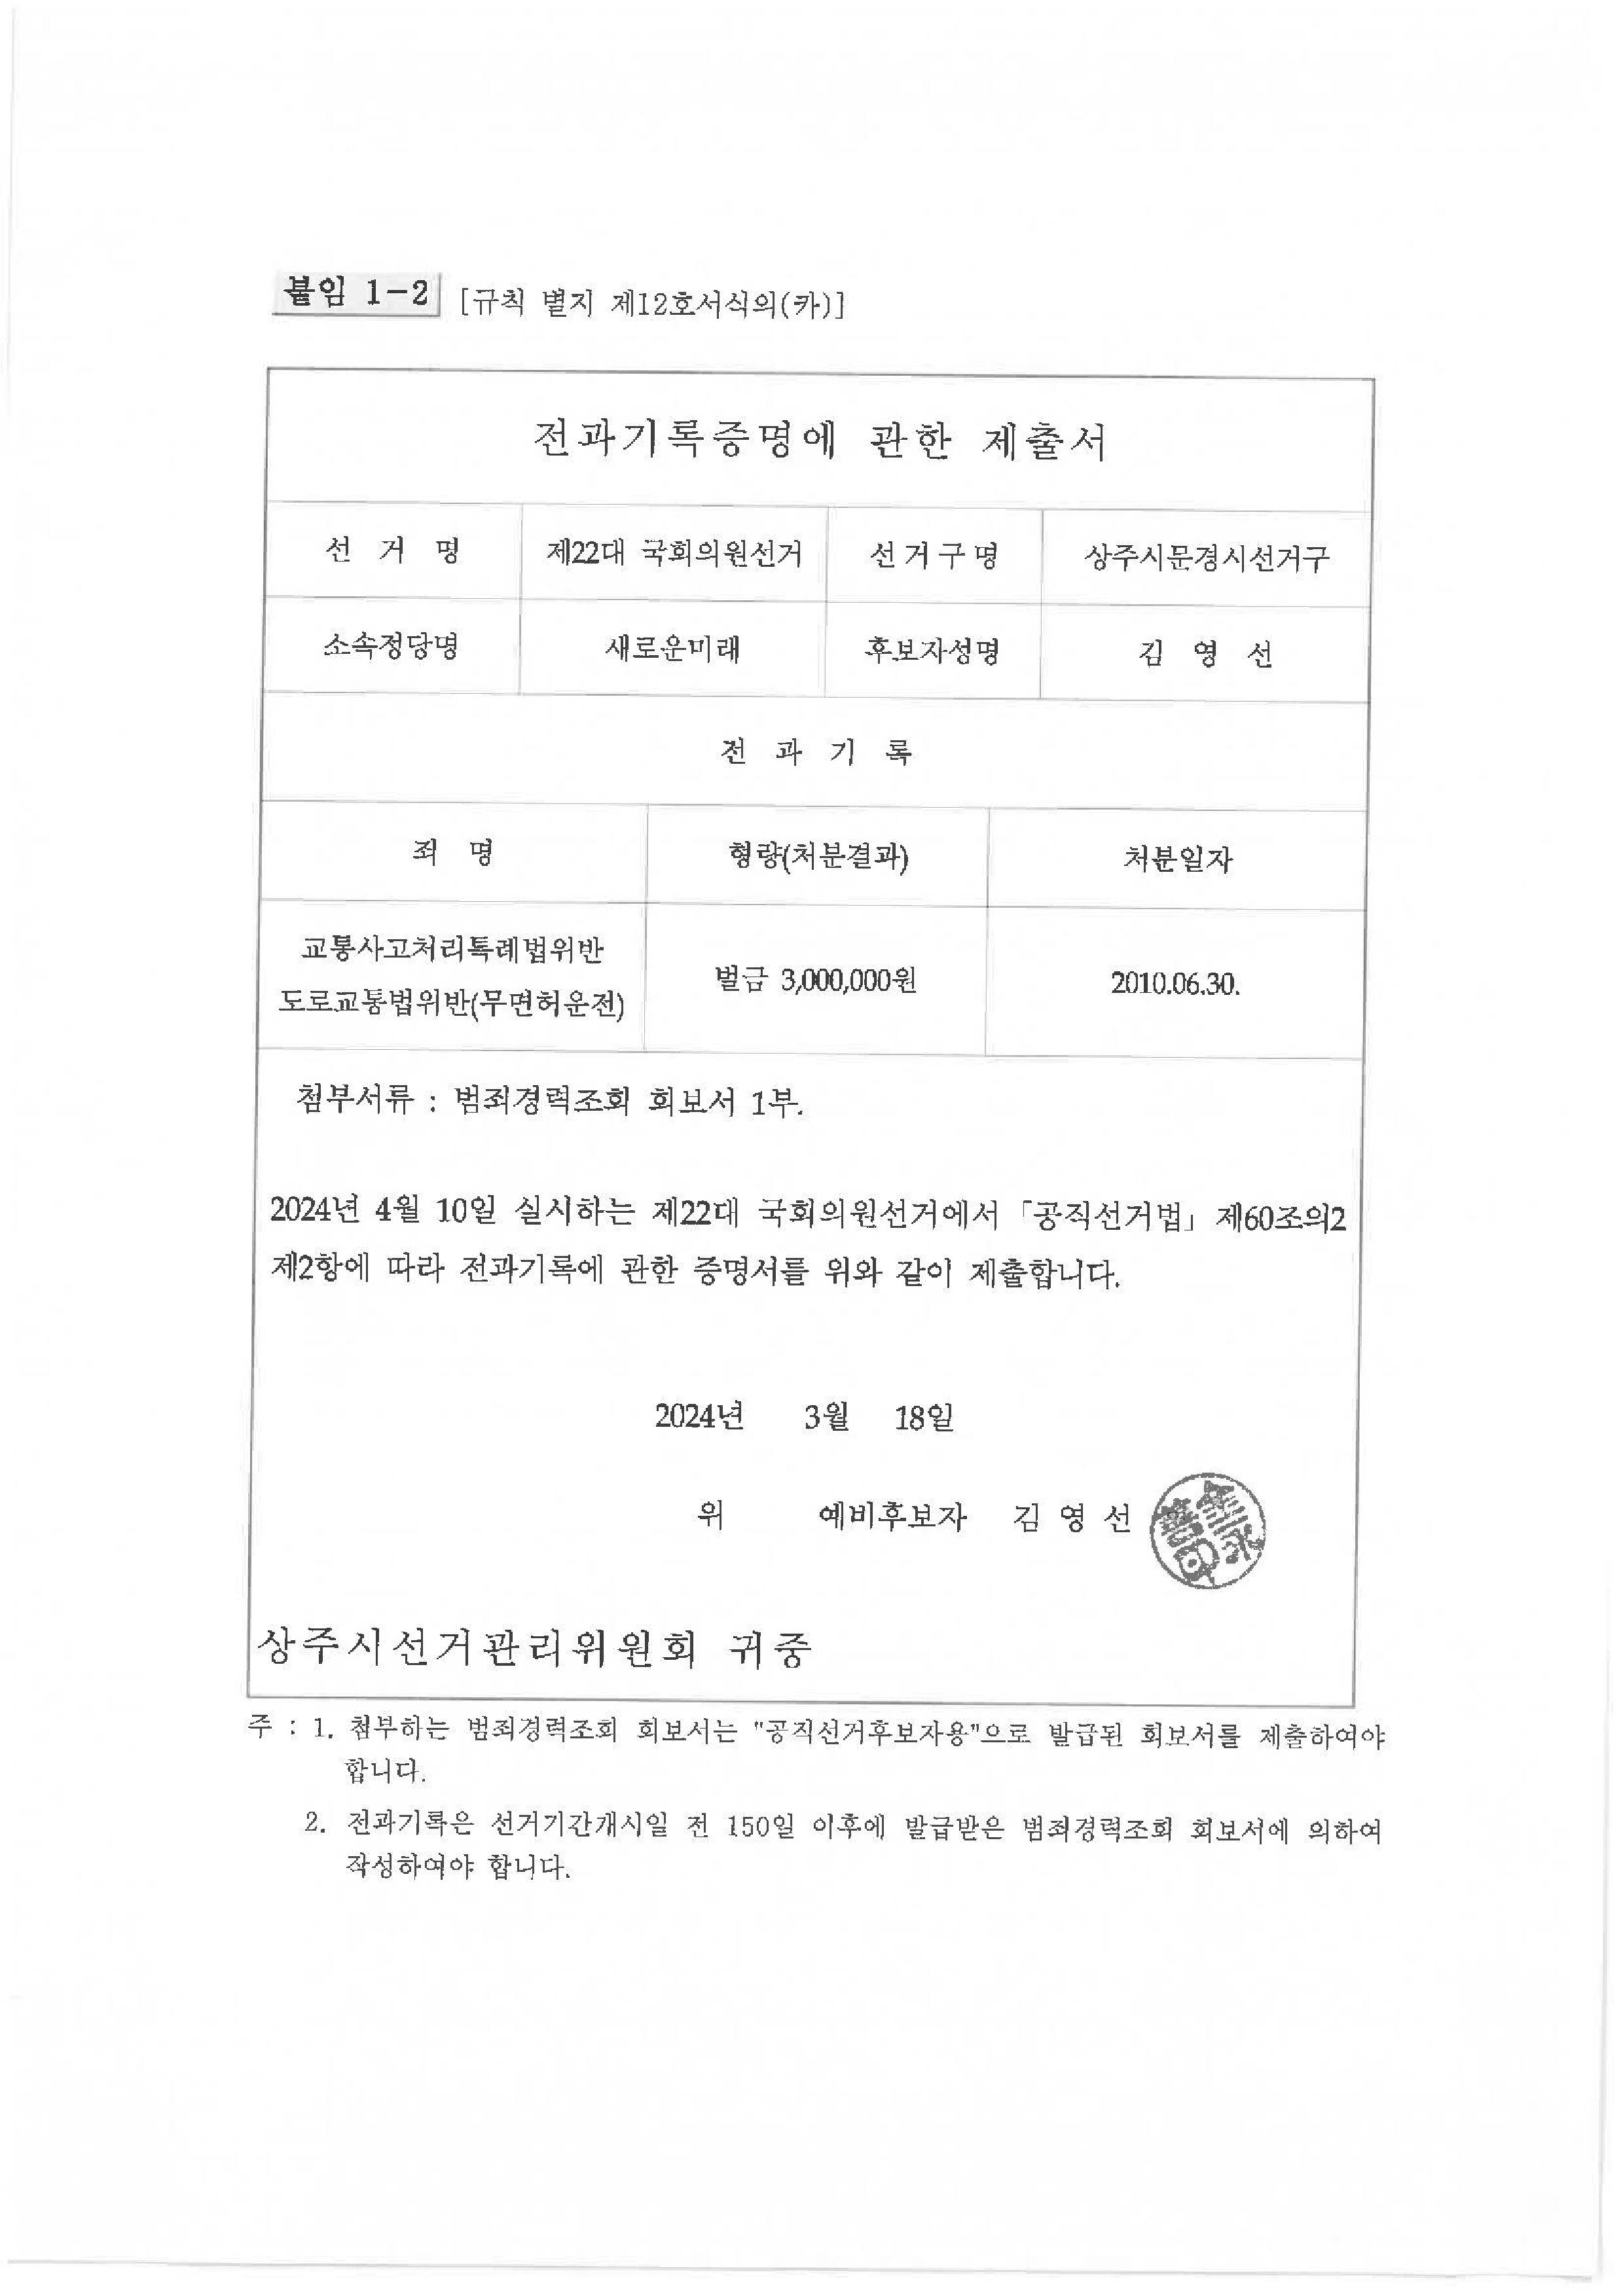 붙임 1-2 [규칙 별지 제12호서식의(카)]
전과기록증명에 관한 제출서
선 거 명 제22대 국회의원선거 선거구명 상주시문경시선거구
소속정당명 새로운미래 후보자성명 김 영 선
전 과 기 록
죄 명 형량(처분결과) 처분일자
교통사고처리특례법위반
도로교통법위반(무면허운전) 벌금 3,000,000원 2010.06.30.
첨부서류 : 범죄경력조회 회보서 1부.
2024년 4월 10일 실시하는 제22대 국회의원선거에서 「공직선거법」 제60조의2
제2항에 따라 전과기록에 관한 증명서를 위와 같이 제출합니다.
2024년 3월 18일
위 예비후보자 김 영 선
상주시선거관리위원회 귀중
주 : 1. 첨부하는 범죄경력조회 회보서는 "공직선거후보자용"으로 발급된 회보서를 제출하여야
합니다.
2. 전과기록은 선거기간개시일 전 150일 이후에 발급받은 범죄경력조회 회보서에 의하여
작성하여야 합니다.